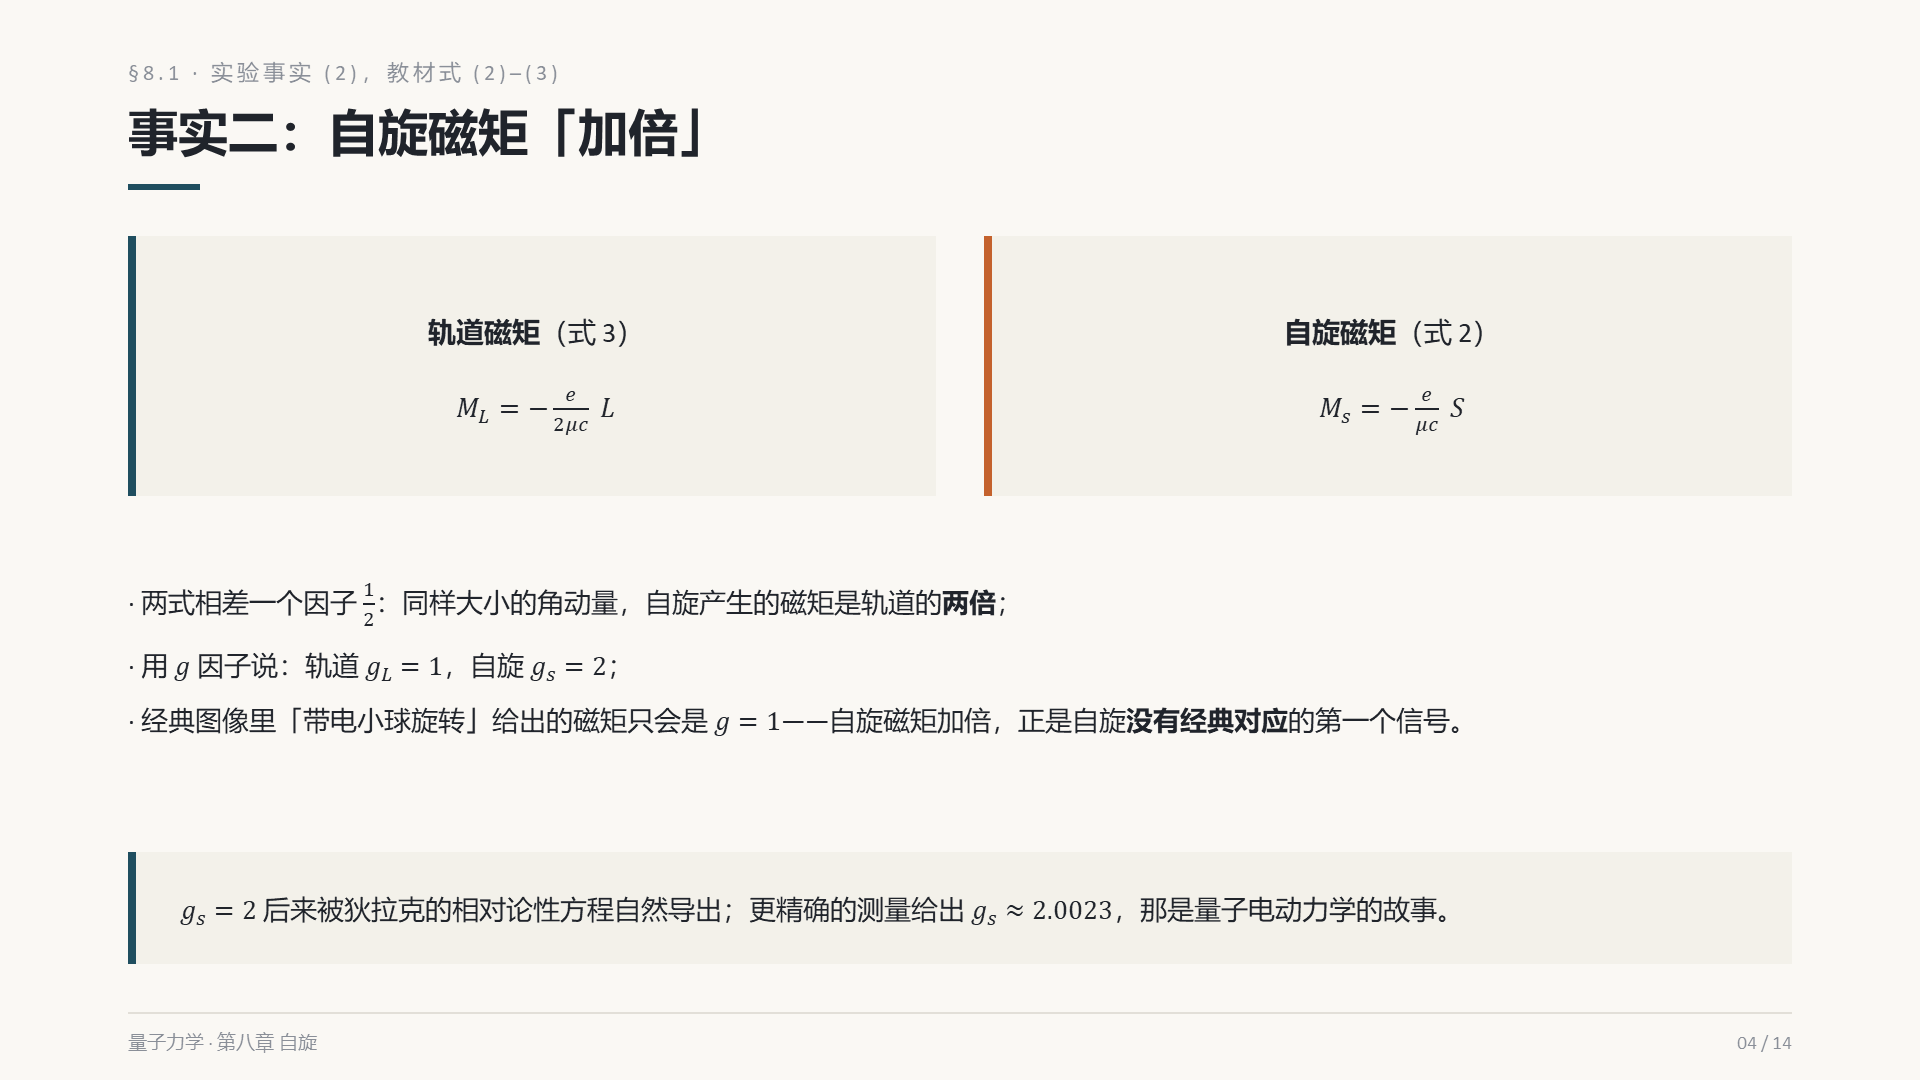 §8.1 · 实验事实 (2)，教材式 (2)–(3)
事实二：自旋磁矩「加倍」
轨道磁矩（式 3）
M_L = −\frac{e}{2μc} L
自旋磁矩（式 2）
M_s = −\frac{e}{μc} S
· 两式相差一个因子 \frac{1}{2}：同样大小的角动量，自旋产生的磁矩是轨道的两倍；
· 用 g 因子说：轨道 g_L = 1，自旋 g_s = 2；
· 经典图像里「带电小球旋转」给出的磁矩只会是 g = 1——自旋磁矩加倍，正是自旋没有经典对应的第一个信号。
g_s = 2 后来被狄拉克的相对论性方程自然导出；更精确的测量给出 g_s ≈ 2.0023，那是量子电动力学的故事。
量子力学 · 第八章 自旋
04 / 14